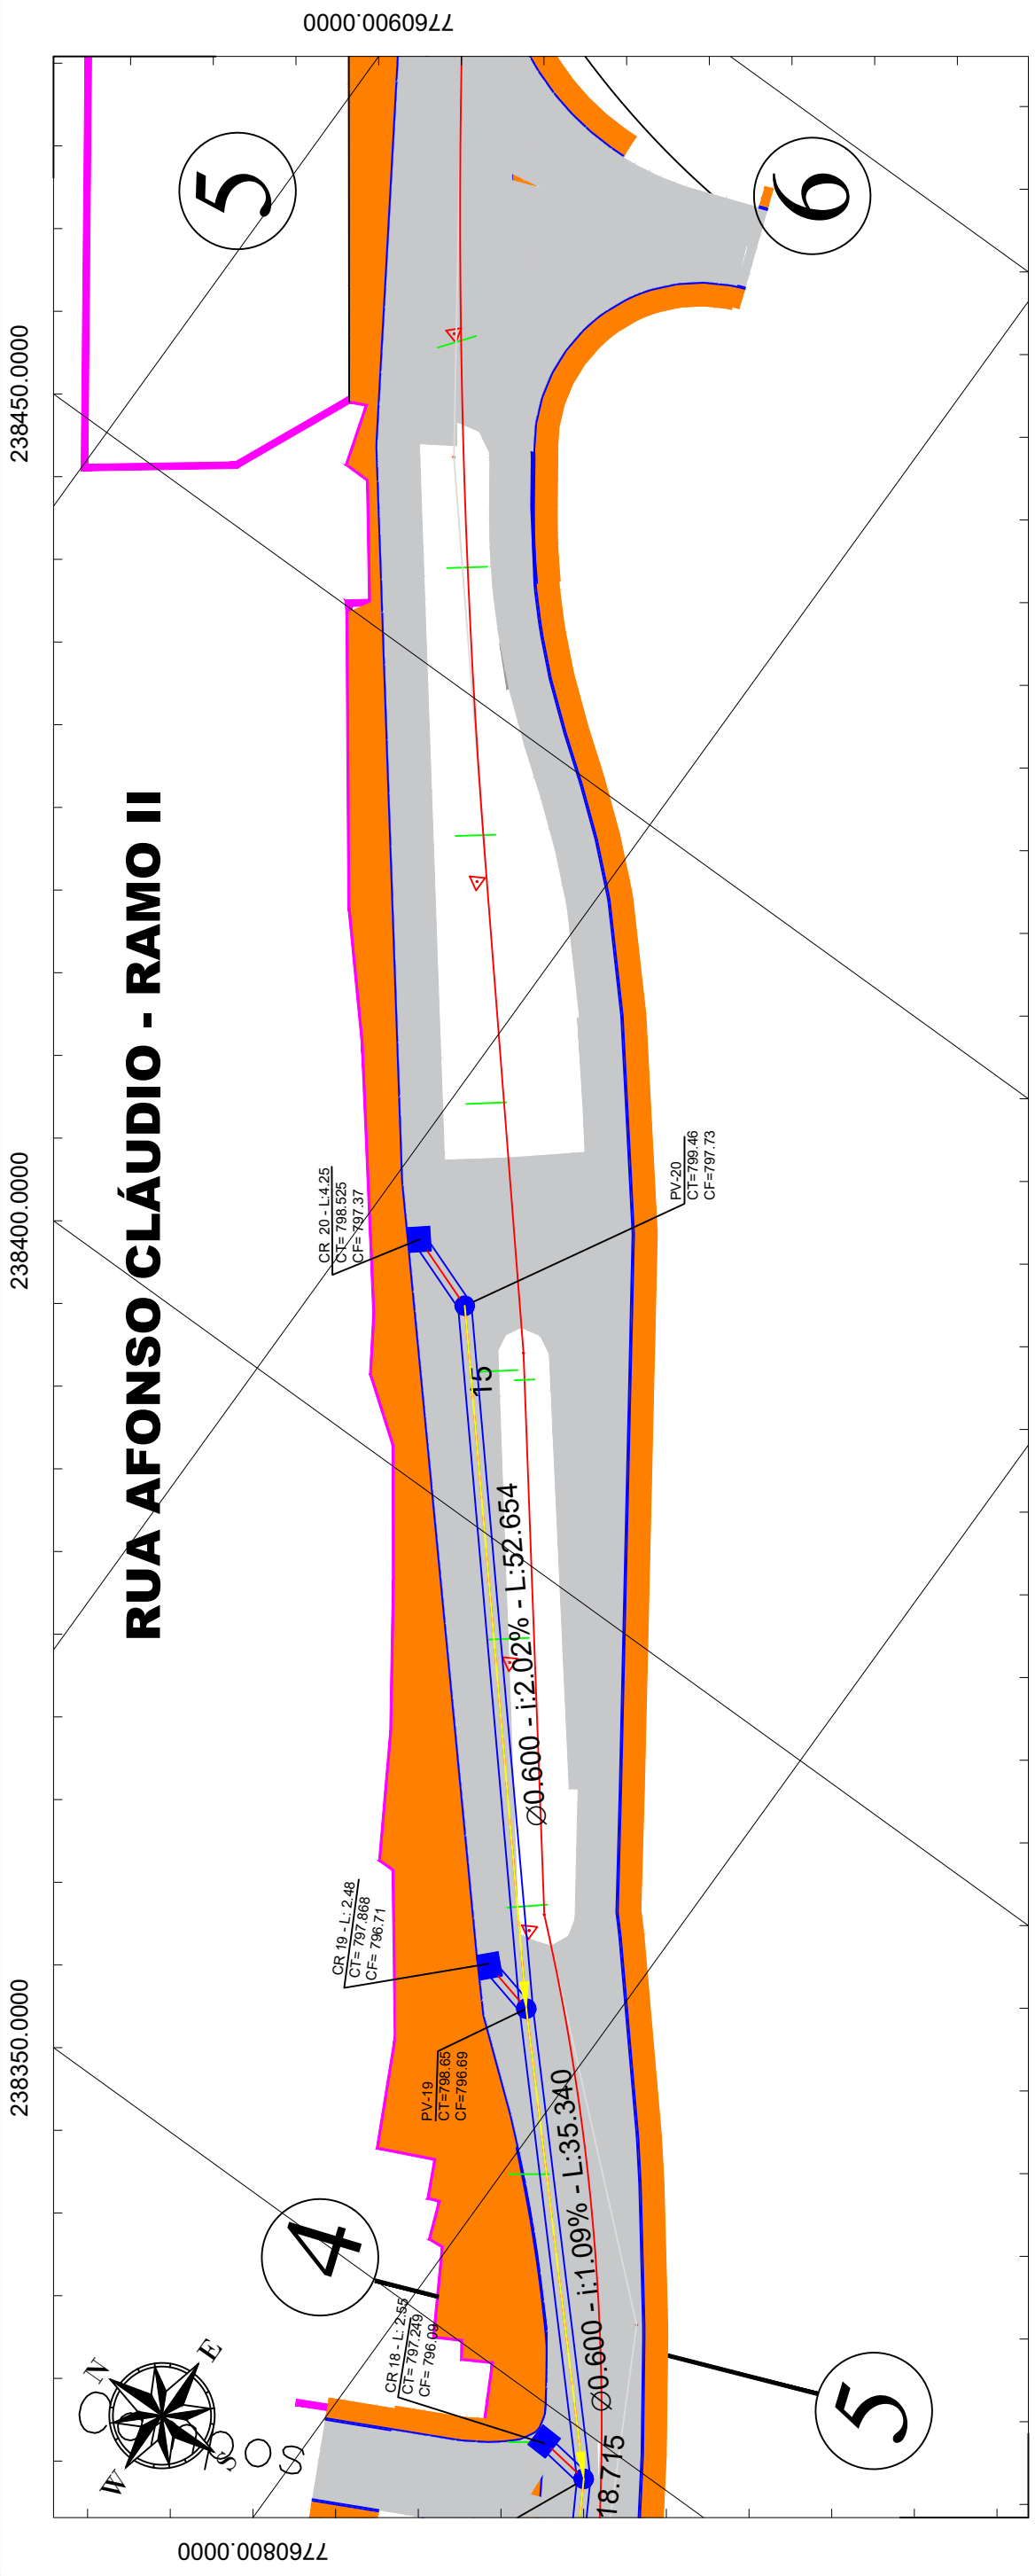 7760900.0000
5
6
238450.0000
RUA AFONSO CLÁUDIO - RAMO II
238400.0000
CR 20 - L:4.25
CT= 798.525
CF= 797.37
PV-20
CT=799.46
CF=797.73
15
Ø0.600 - i:2.02% - L:52.654
238350.0000
CR 19 - L: 2.48
CT= 797.868
CF= 796.71
PV-19
CT=798.65
CF=796.69
Ø0.600 - i:1.09% - L:35.340
4
CR 18 - L: 2.55
CT= 797.249
CF= 796.09
5
N
E
S
W
18.715
7760800.0000